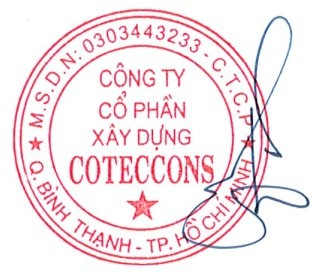 M.S.D.N: 0303443233 - C.T.C.P
CÔNG TY
CỔ PHẦN
XÂY DỰNG
COTECCONS
Q. BÌNH THẠNH - TP. HỒ CHÍ MINH